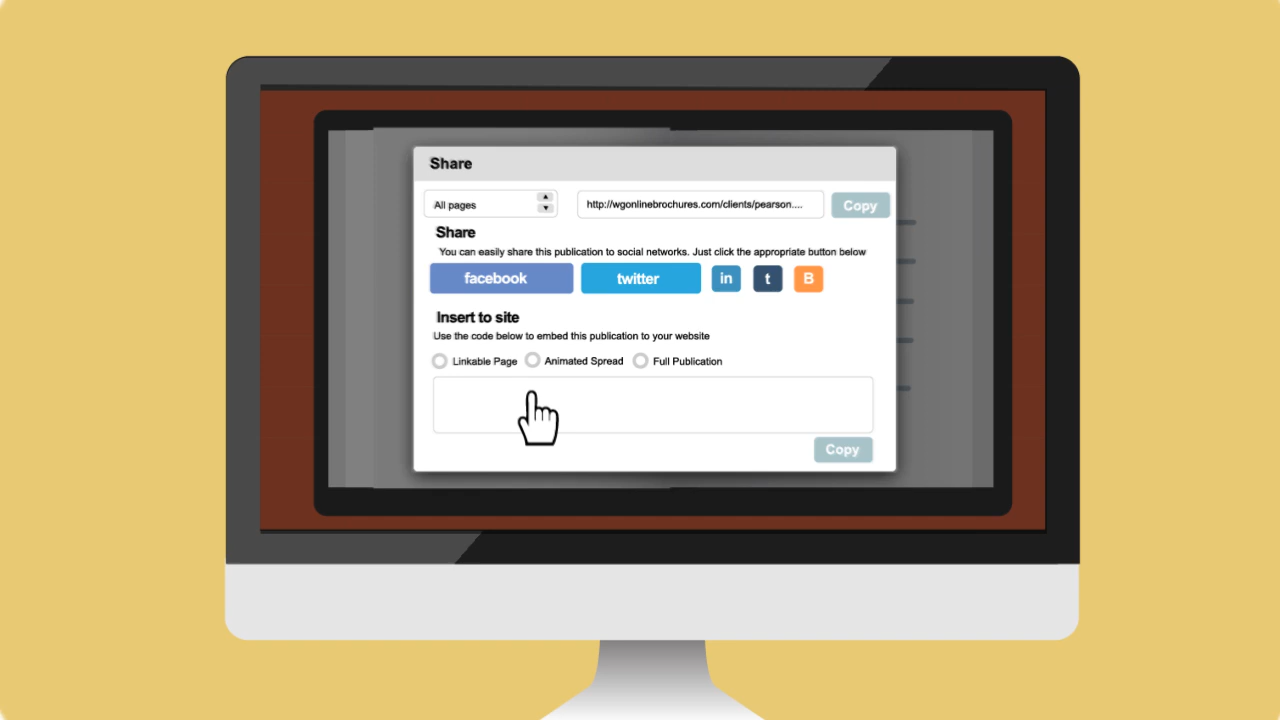 Share
All pages
http://wgonlinebrochures.com/clients/pearson....
Copy
Share
You can easily share this publication to social networks. Just click the appropriate button below
facebook
twitter
in
t
B
Insert to site
Use the code below to embed this publication to your website
Linkable Page
Animated Spread
Full Publication
Copy